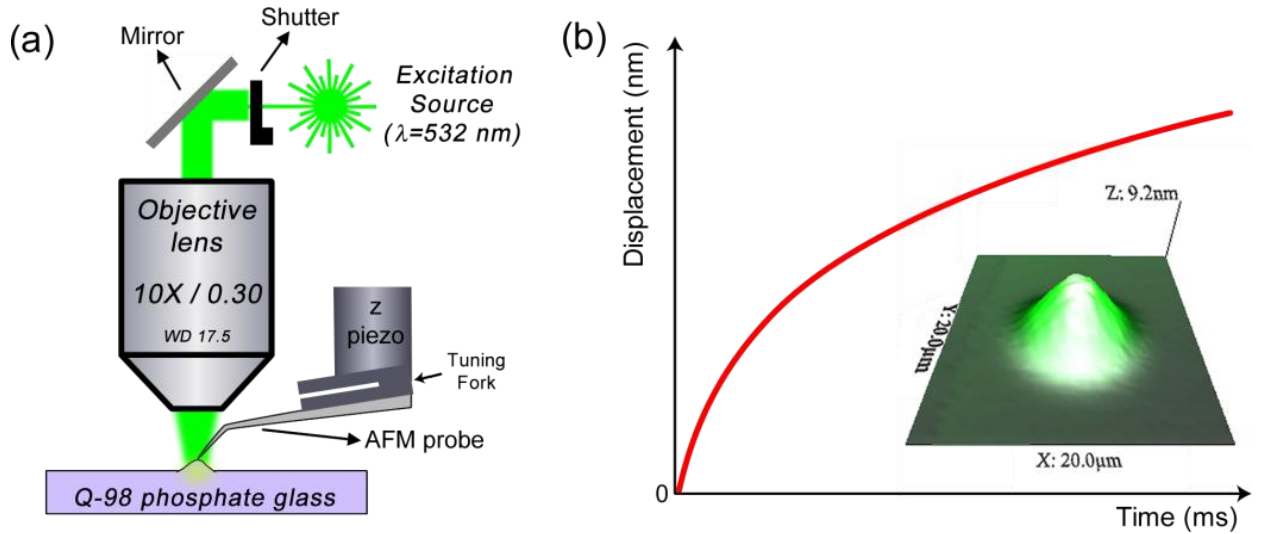 (a)
Mirror
Shutter
Excitation
Source
(λ=532 nm)
Objective
lens
10X / 0.30
WD 17.5
z
piezo
Tuning
Fork
AFM probe
Q-98 phosphate glass
(b)
Displacement (nm)
Z: 9.2nm
Y: 20.0μm
X: 20.0μm
0
Time (ms)